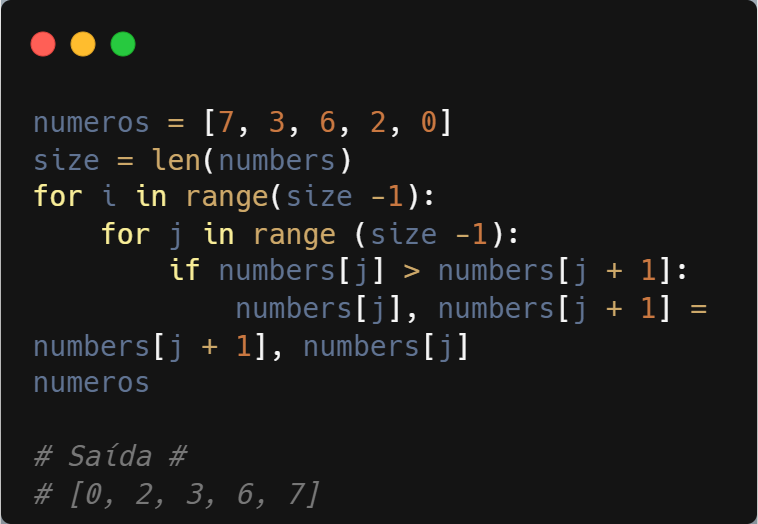 numeros = [7, 3, 6, 2, 0]
size = len(numbers)
for i in range(size -1):
    for j in range (size -1):
        if numbers[j] > numbers[j + 1]:
            numbers[j], numbers[j + 1] =
numbers[j + 1], numbers[j]
numeros

# Saída #
# [0, 2, 3, 6, 7]